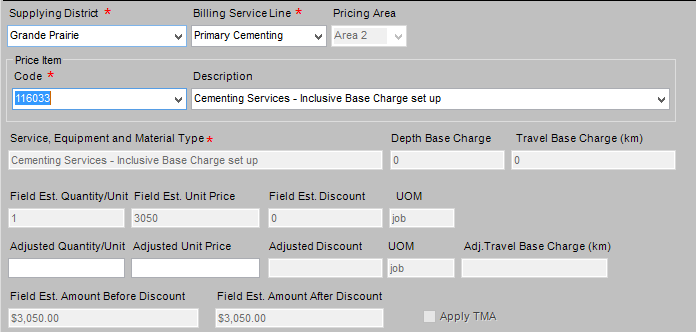 Supplying District * Billing Service Line * Pricing Area
Grande Prairie Primary Cementing Area 2
Price Item
Code * Description
116033 Cementing Services - Inclusive Base Charge set up
Service, Equipment and Material Type * Depth Base Charge Travel Base Charge (km)
Cementing Services - Inclusive Base Charge set up 0 0
Field Est. Quantity/Unit Field Est. Unit Price Field Est. Discount UOM
1 3050 0 job
Adjusted Quantity/Unit Adjusted Unit Price Adjusted Discount UOM Adj.Travel Base Charge (km)
job
Field Est. Amount Before Discount Field Est. Amount After Discount
$3,050.00 $3,050.00 Apply TMA